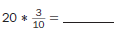 20 * 3/10 = ______